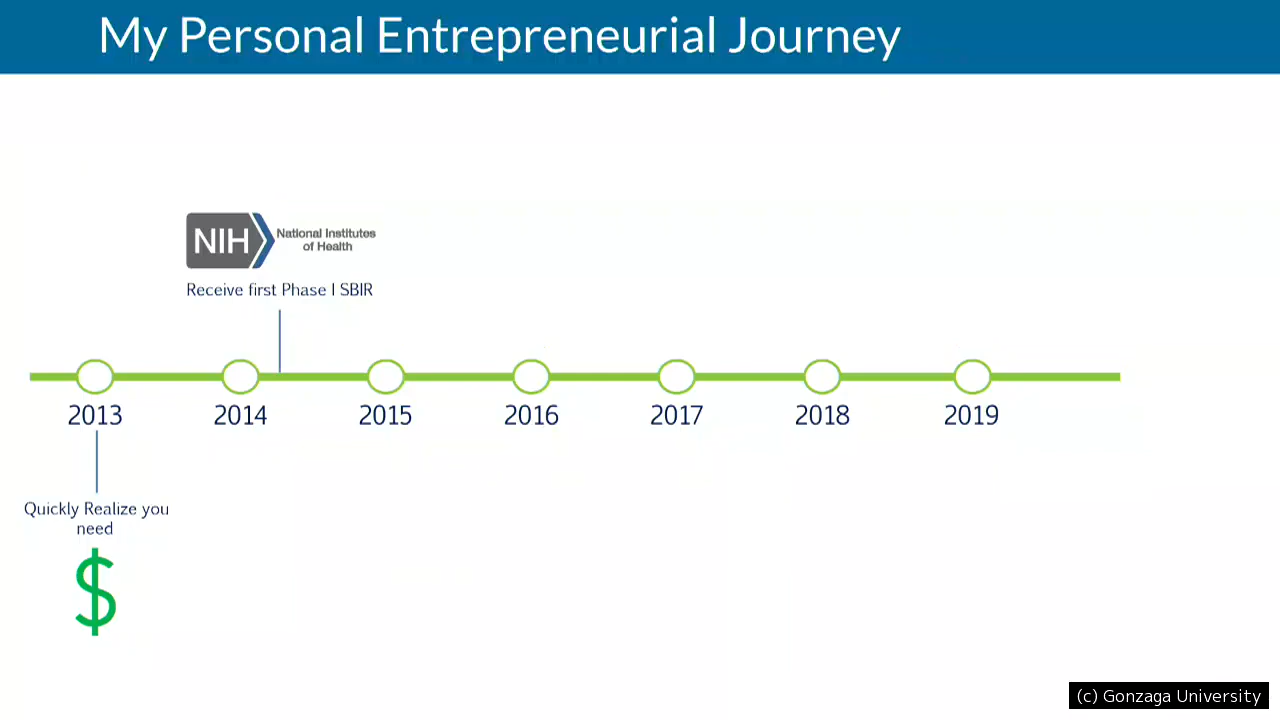 My Personal Entrepreneurial Journey
NIH
National Institutes
of Health
Receive first Phase I SBIR
2013
2014
2015
2016
2017
2018
2019
Quickly Realize you
need
$
(c) Gonzaga University